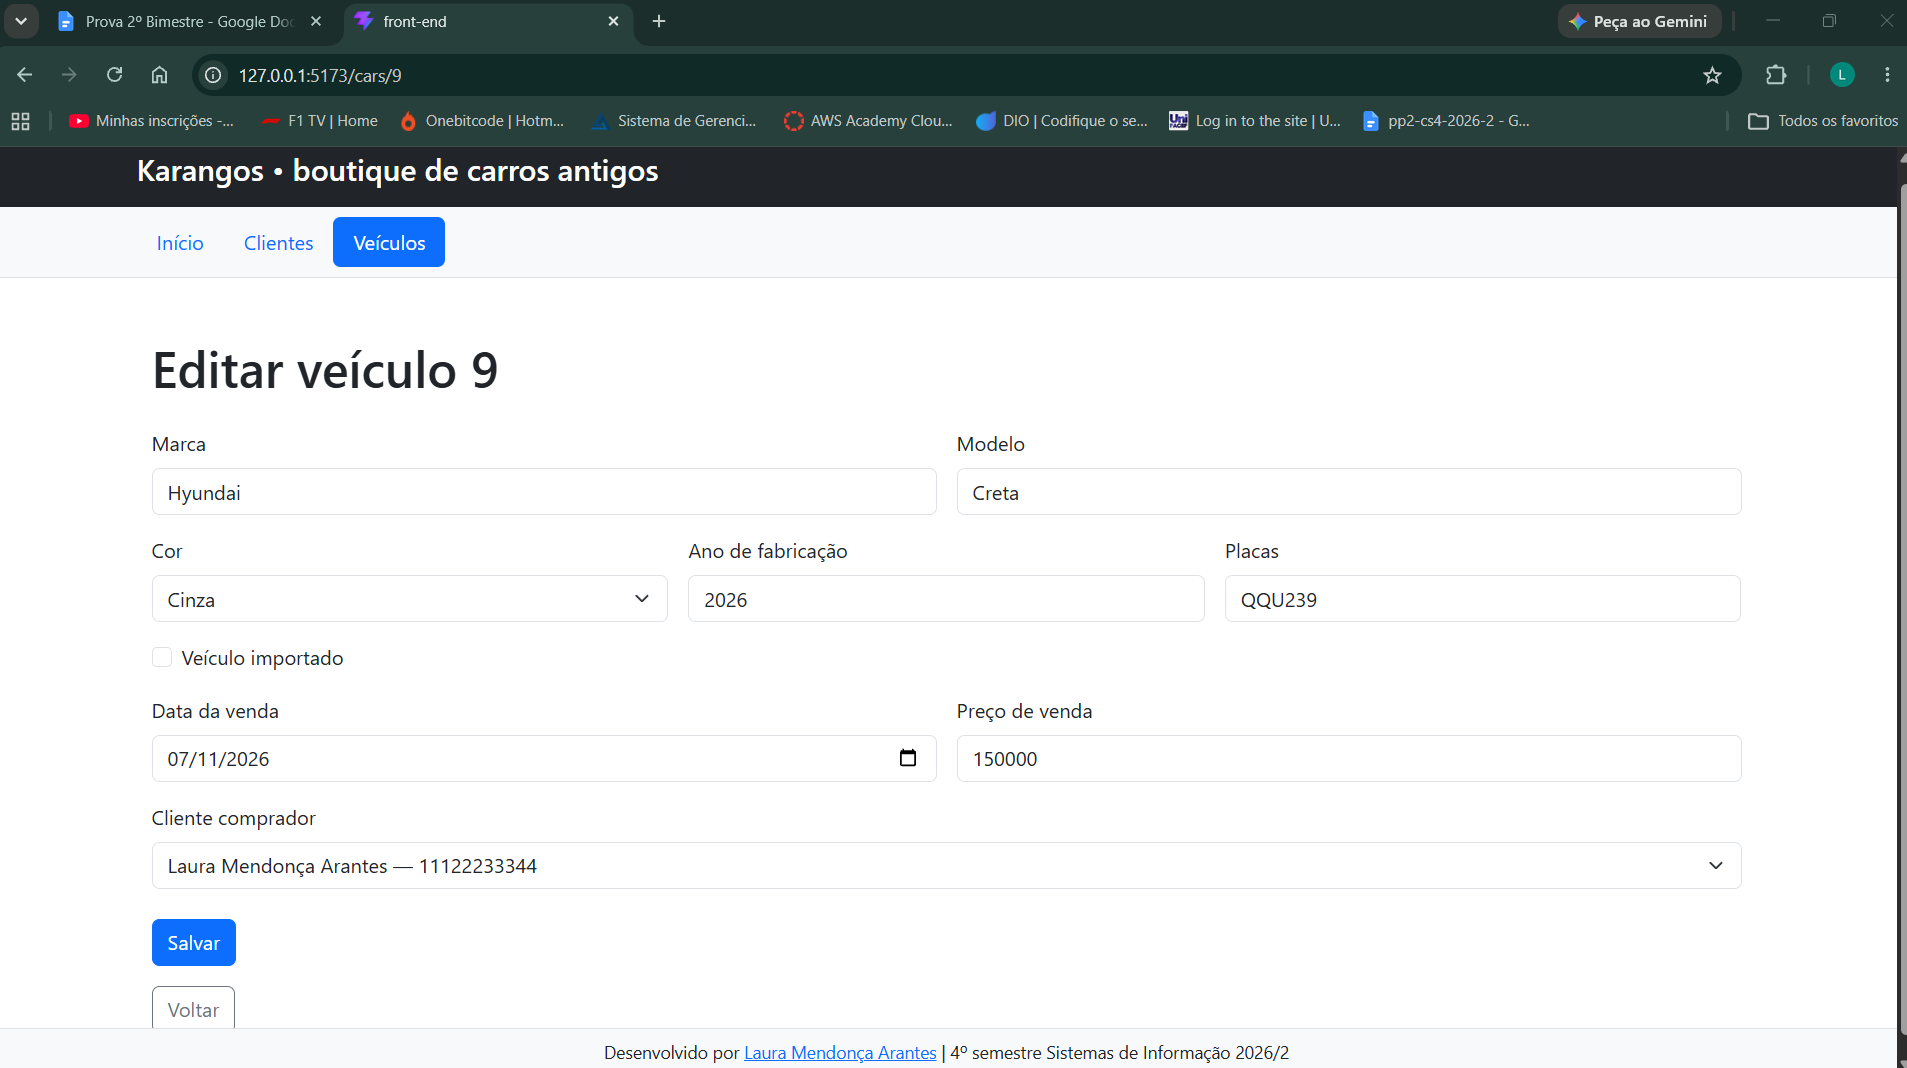 Prova 2º Bimestre - Google Doc
front-end
Peça ao Gemini
127.0.0.1:5173/cars/9
L
Minhas inscrições -...
F1 TV | Home
Onebitcode | Hotm...
Sistema de Gerenci...
AWS Academy Clou...
DIO | Codifique o se...
Log in to the site | U...
pp2-cs4-2026-2 - G...
Todos os favoritos
Karangos • boutique de carros antigos
Início
Clientes
Veículos
Editar veículo 9
Marca
Modelo
Hyundai
Creta
Cor
Ano de fabricação
Placas
Cinza
2026
QQU239
Veículo importado
Data da venda
Preço de venda
07/11/2026
150000
Cliente comprador
Laura Mendonça Arantes — 11122233344
Salvar
Voltar
Desenvolvido por Laura Mendonça Arantes | 4º semestre Sistemas de Informação 2026/2